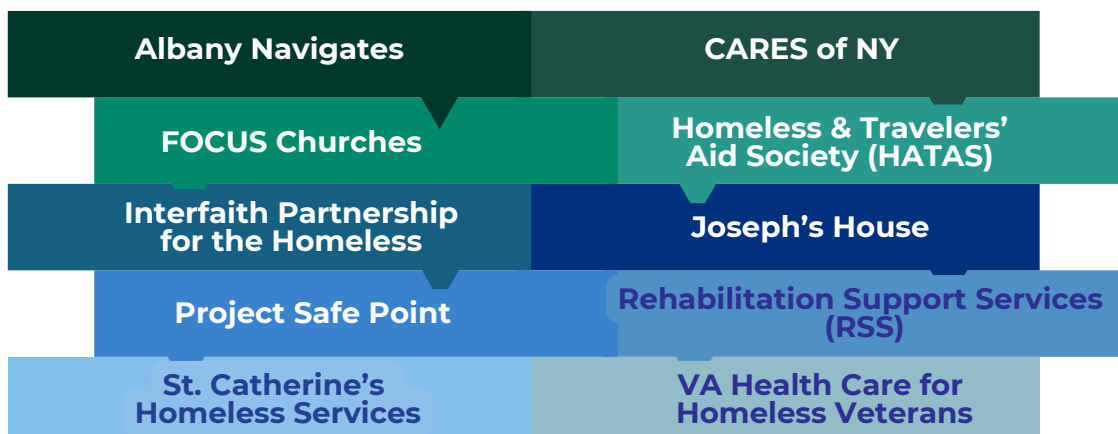 Albany Navigates
CARES of NY
FOCUS Churches
Homeless & Travelers’
Aid Society (HATAS)
Interfaith Partnership
for the Homeless
Joseph’s House
Project Safe Point
Rehabilitation Support Services
(RSS)
St. Catherine’s
Homeless Services
VA Health Care for
Homeless Veterans